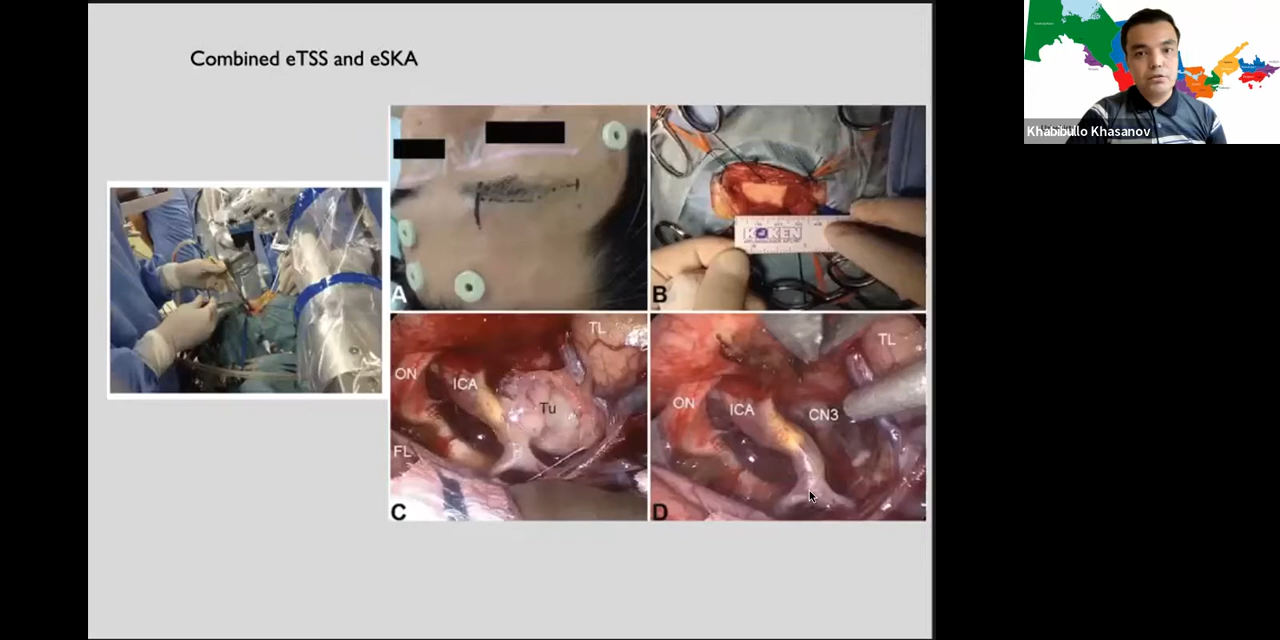 Combined eTSS and eSKA
Khabibullo Khasanov
A
KOKEN
B
TL
ON
ICA
Tu
FL
C
TL
ON
ICA
CN3
D